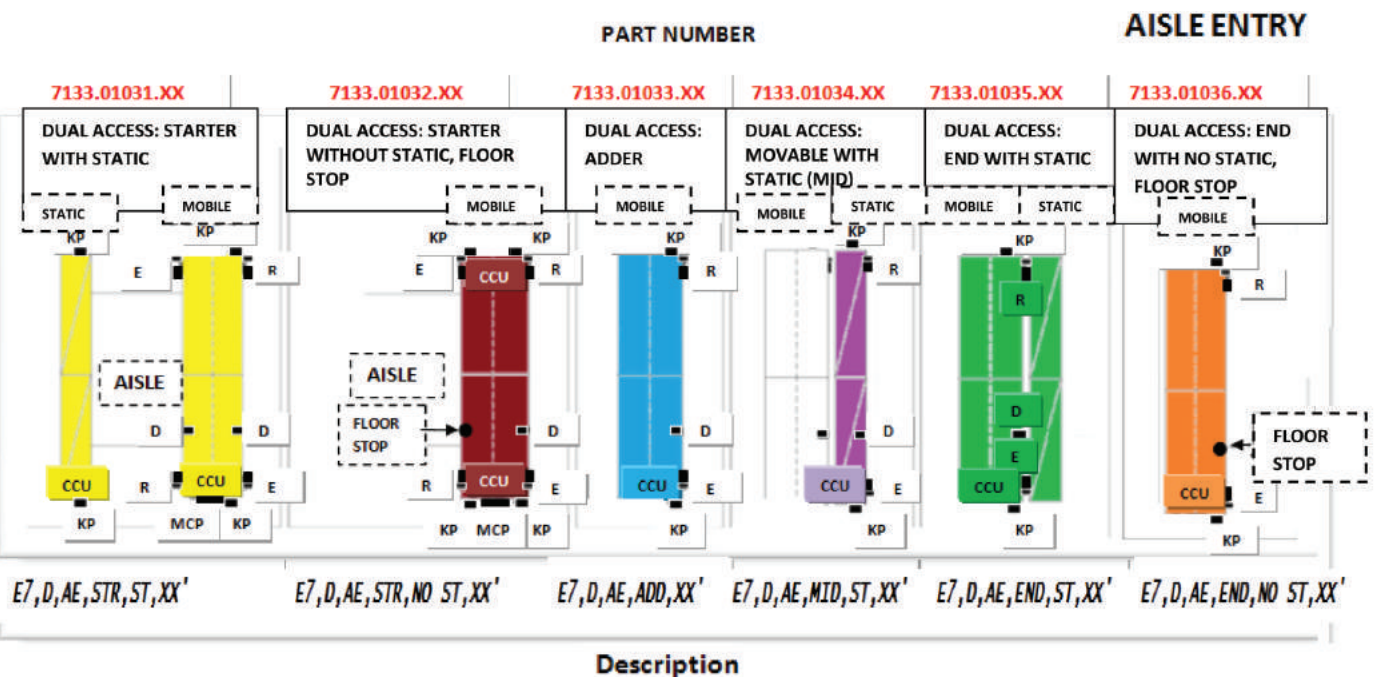 PART NUMBER
AISLE ENTRY
7133.01031.XX
7133.01032.XX
7133.01033.XX
7133.01034.XX
7133.01035.XX
7133.01036.XX
DUAL ACCESS: STARTER
WITH STATIC
DUAL ACCESS: STARTER
WITHOUT STATIC, FLOOR
STOP
DUAL ACCESS:
ADDER
DUAL ACCESS:
MOVABLE WITH
STATIC (MID)
DUAL ACCESS:
END WITH STATIC
DUAL ACCESS: END
WITH NO STATIC,
FLOOR STOP
STATIC
MOBILE
MOBILE
MOBILE
MOBILE
STATIC
MOBILE
STATIC
MOBILE
KP
KP
KP
KP
KP
KP
KP
KP
E
R
E
CCU
R
R
R
R
R
AISLE
AISLE
D
D
FLOOR
STOP
D
D
D
D
FLOOR
STOP
CCU
R
CCU
E
R
CCU
E
CCU
E
CCU
E
CCU
E
CCU
E
KP
MCP
KP
KP
MCP
KP
KP
KP
KP
KP
E7,D,AE,STR,ST,XX'
E7,D,AE,STR,NO ST,XX'
E7,D,AE,ADD,XX'
E7,D,AE,MID,ST,XX'
E7,D,AE,END,ST,XX'
E7,D,AE,END,NO ST,XX'
Description